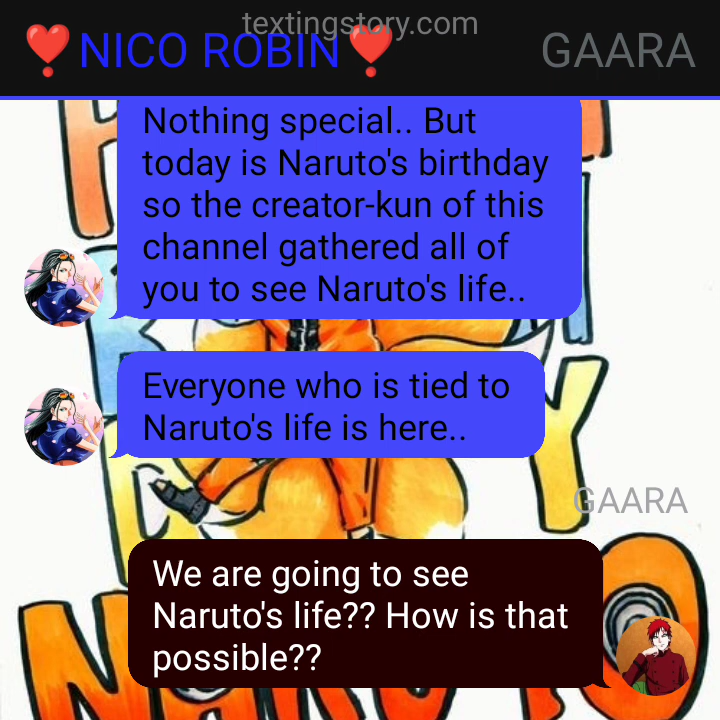 textingstory.com
❣NICO ROBIN❣ GAARA
Nothing special.. But
today is Naruto's birthday
so the creator-kun of this
channel gathered all of
you to see Naruto's life..
Everyone who is tied to
Naruto's life is here..
GAARA
We are going to see
Naruto's life?? How is that
possible??